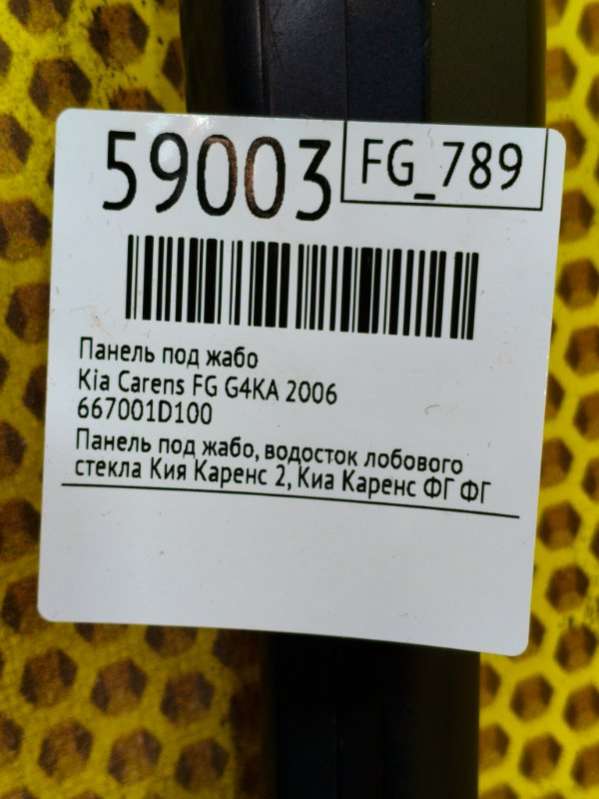 59003
FG_789
Панель под жабо
Kia Carens FG G4KA 2006
667001D100
Панель под жабо, водосток лобового
стекла Кия Каренс 2, Киа Каренс ФГ ФГ